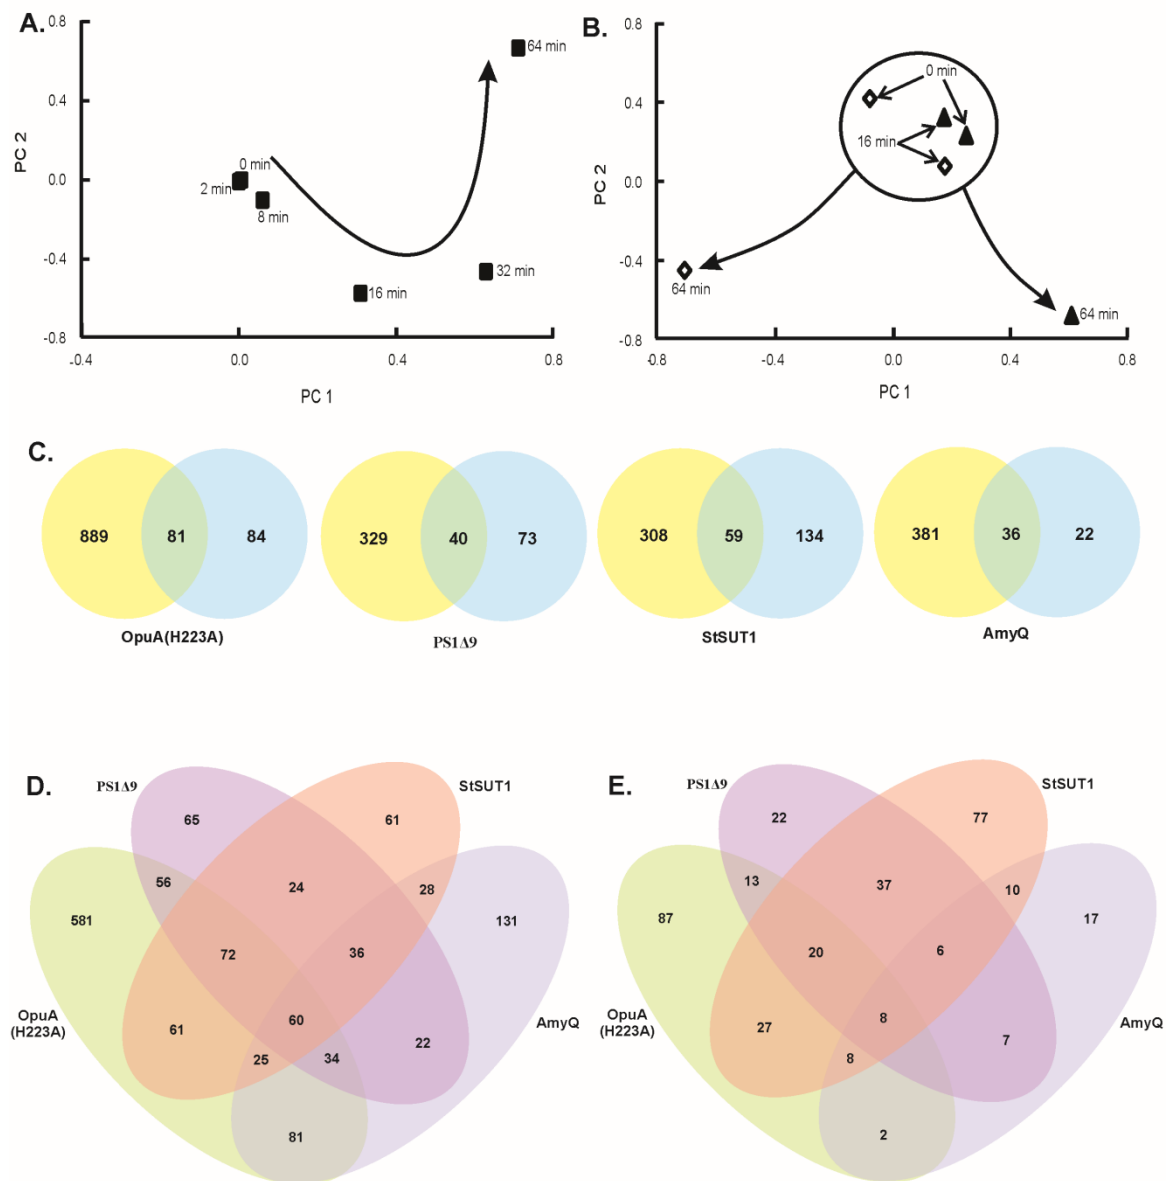 A.
0.8
0.4
0.0
-0.4
-0.8
PC 2
-0.4
0.0
0.4
0.8
PC 1
64 min
0 min
2 min
8 min
32 min
16 min
B.
0.8
0.4
0.0
-0.4
-0.8
PC 2
-0.8
0.0
0.4
0.8
PC 1
0 min
16 min
64 min
64 min
C.
889 81 84
OpuA(H223A)
329 40 73
PS1Δ9
308 59 134
StSUT1
381 36 22
AmyQ
D.
PS1Δ9
StSUT1
65
61
56
24
28
581
131
72
36
OpuA
(H223A)
60
AmyQ
61
25
34
22
81
E.
PS1Δ9
StSUT1
22
77
13
37
10
87
17
20
6
OpuA
(H223A)
8
AmyQ
27
8
7
2